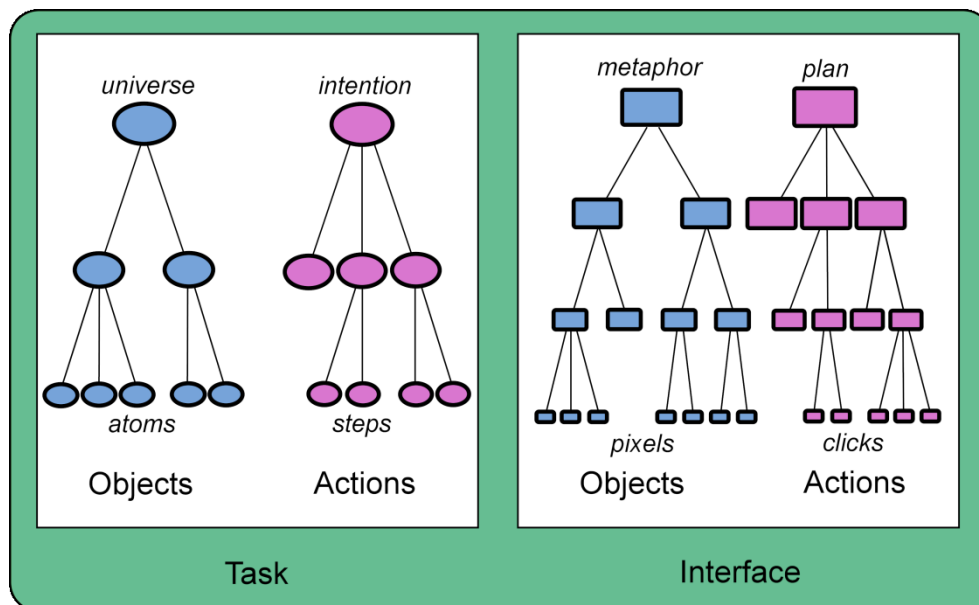 universe
intention
atoms
steps
Objects
Actions
Task
metaphor
plan
pixels
clicks
Objects
Actions
Interface